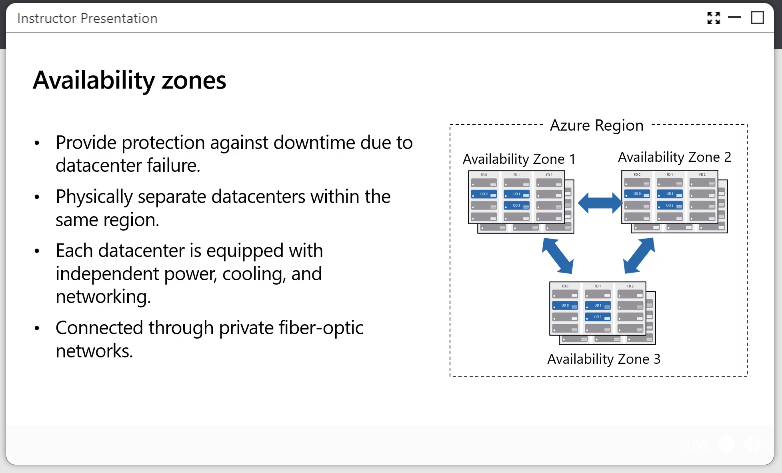 Instructor Presentation
Availability zones
• Provide protection against downtime due to
datacenter failure.
• Physically separate datacenters within the
same region.
• Each datacenter is equipped with
independent power, cooling, and
networking.
• Connected through private fiber-optic
networks.
Azure Region
Availability Zone 1
Availability Zone 2
Availability Zone 3